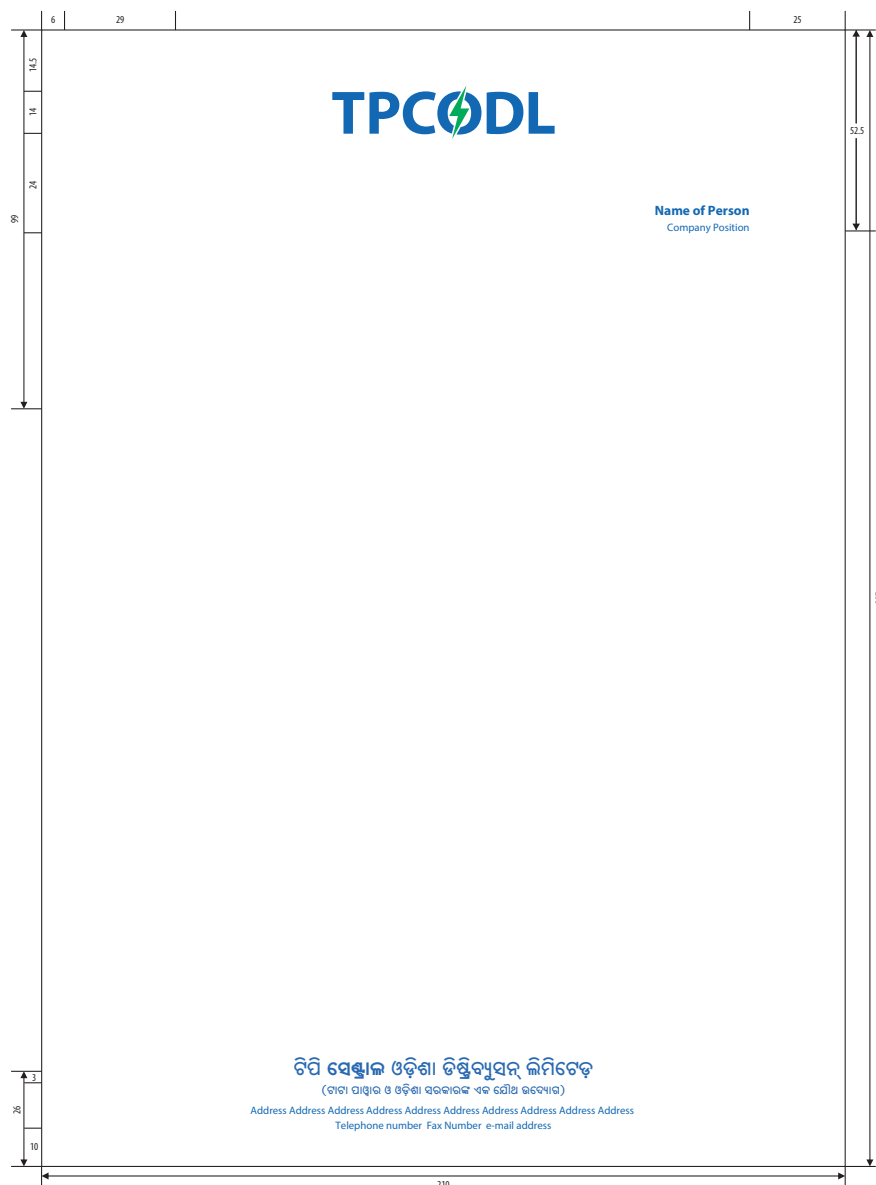 6 29 25
14.5
14
24
99
52.5
TPCODL
Name of Person
Company Position
ଟିପି ସେଣ୍ଟ୍ରାଲ ଓଡ଼ିଶା ଡିଷ୍ଟ୍ରିବ୍ୟୁସନ୍ ଲିମିଟେଡ଼
(ଟାଟା ପାୱାର ଓ ଓଡ଼ିଶା ସରକାରଙ୍କ ଏକ ଯୌଥ ଉଦ୍ୟୋଗ)
Address Address Address Address Address Address Address Address Address Address
Telephone number Fax Number e-mail address
3
26
10
210